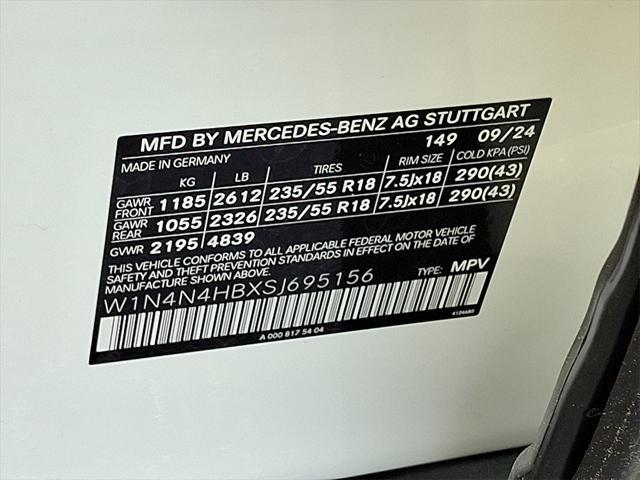 MFD BY MERCEDES-BENZ AG STUTTGART
149 09/24
MADE IN GERMANY
KG LB TIRES RIM SIZE COLD KPA (PSI)
GAWR FRONT 1185 2612 235/55 R18 7.5Jx18 290(43)
GAWR REAR 1055 2326 235/55 R18 7.5Jx18 290(43)
GVWR 2195 4839
THIS VEHICLE CONFORMS TO ALL APPLICABLE FEDERAL MOTOR VEHICLE
SAFETY AND THEFT PREVENTION STANDARDS IN EFFECT ON THE DATE OF
MANUFACTURE SHOWN ABOVE.
W1N4N4HBXSJ695156 TYPE: MPV
A 000 817 54 04